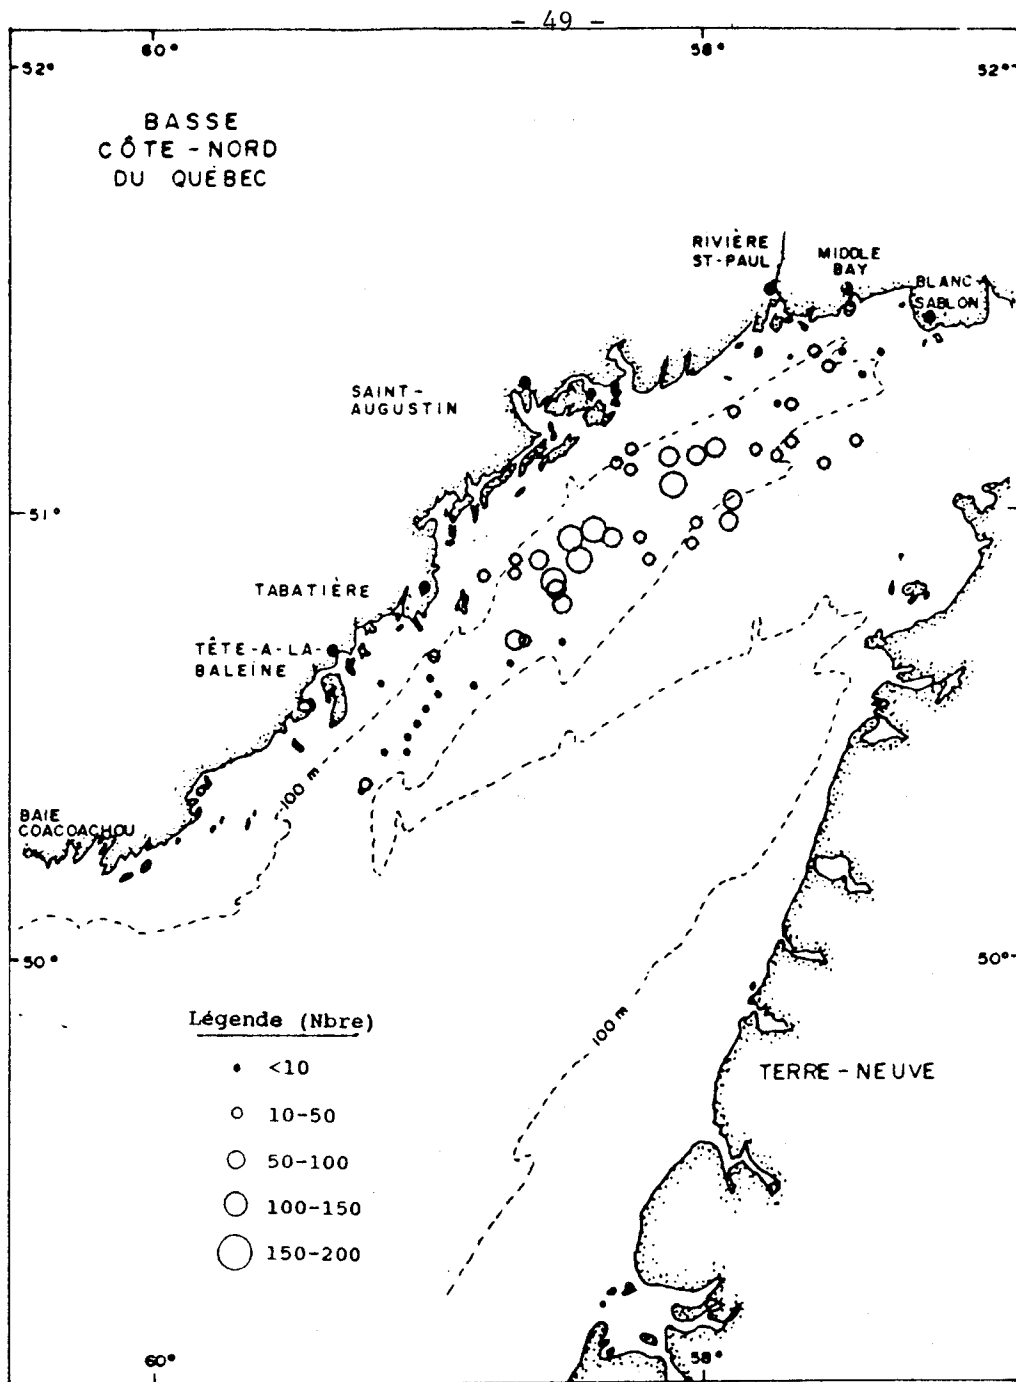 - 49 -
60°
58°
52°
52°
BASSE
CÔTE-NORD
DU QUÉBEC
RIVIÈRE
ST-PAUL
MIDDLE
BAY
BLANC-
SABLON
SAINT-
AUGUSTIN
51°
TABATIÈRE
TÊTE-A-LA-
BALEINE
100 m
BAIE
COACOACHOU
50°
50°
100 m
Légende (Nbre)
<10
10-50
50-100
100-150
150-200
TERRE-NEUVE
60°
58°